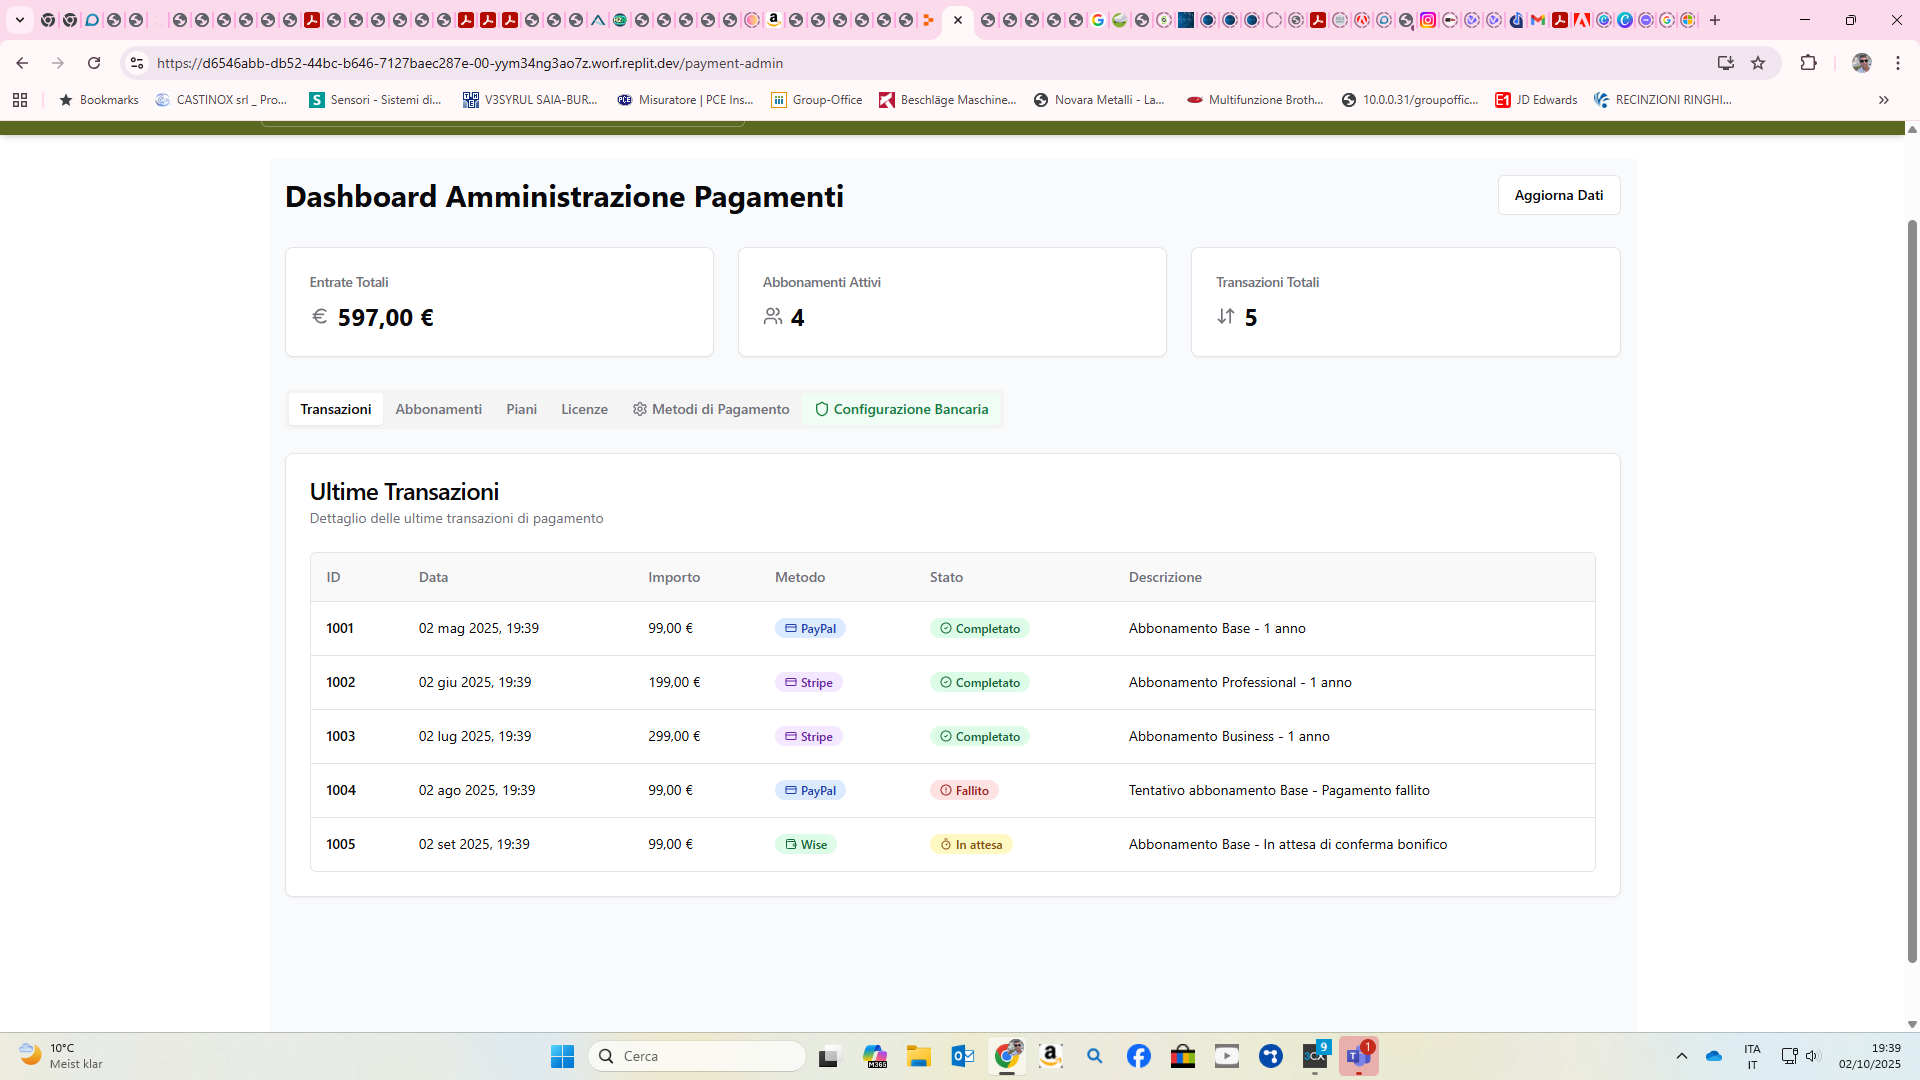 https://d6546abb-db52-44bc-b646-7127baec287e-00-yym34ng3ao7z.worf.replit.dev/payment-admin
Bookmarks
CASTINOX srl _ Pro...
Sensori - Sistemi di...
V3SYRUL SAIA-BUR...
Misuratore | PCE Ins...
Group-Office
Beschläge Maschine...
Novara Metalli - La...
Multifunzione Broth...
10.0.0.31/groupoffic...
JD Edwards
RECINZIONI RINGHI...
Dashboard Amministrazione Pagamenti
Aggiorna Dati
Entrate Totali
€ 597,00 €
Abbonamenti Attivi
4
Transazioni Totali
5
Transazioni Abbonamenti Piani Licenze Metodi di Pagamento Configurazione Bancaria
Ultime Transazioni
Dettaglio delle ultime transazioni di pagamento
ID Data Importo Metodo Stato Descrizione
1001 02 mag 2025, 19:39 99,00 € PayPal Completato Abbonamento Base - 1 anno
1002 02 giu 2025, 19:39 199,00 € Stripe Completato Abbonamento Professional - 1 anno
1003 02 lug 2025, 19:39 299,00 € Stripe Completato Abbonamento Business - 1 anno
1004 02 ago 2025, 19:39 99,00 € PayPal Fallito Tentativo abbonamento Base - Pagamento fallito
1005 02 set 2025, 19:39 99,00 € Wise In attesa Abbonamento Base - In attesa di conferma bonifico
10°C
Meist klar
Cerca
M365
3CX
9
1
ITA
IT
19:39
02/10/2025